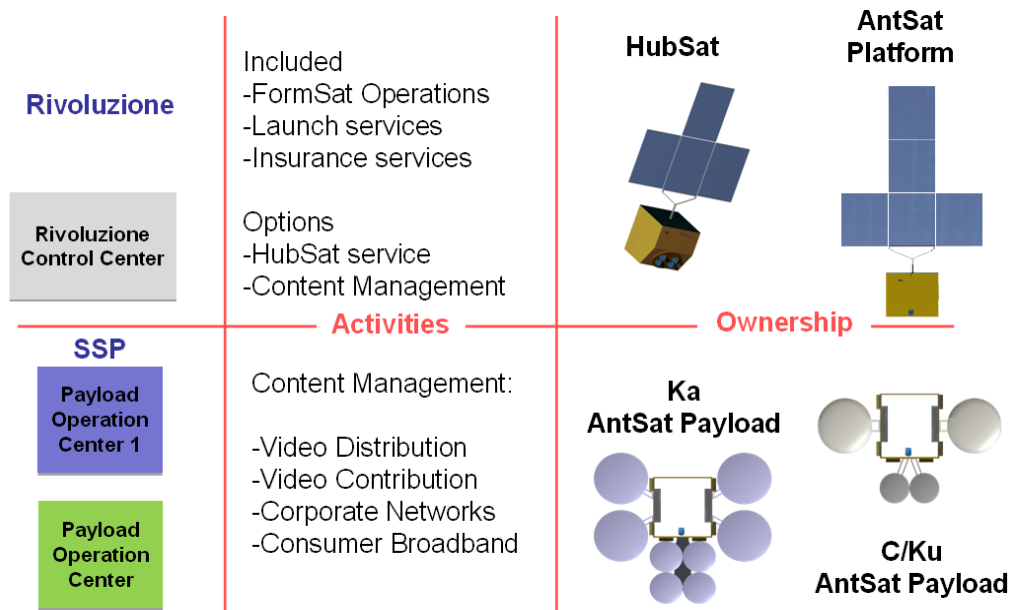 Rivoluzione
Rivoluzione
Control Center
Included
-FormSat Operations
-Launch services
-Insurance services
Options
-HubSat service
-Content Management
HubSat
AntSat
Platform
Activities
Ownership
SSP
Payload
Operation
Center 1
Payload
Operation
Center
Content Management:
-Video Distribution
-Video Contribution
-Corporate Networks
-Consumer Broadband
Ka
AntSat Payload
C/Ku
AntSat Payload